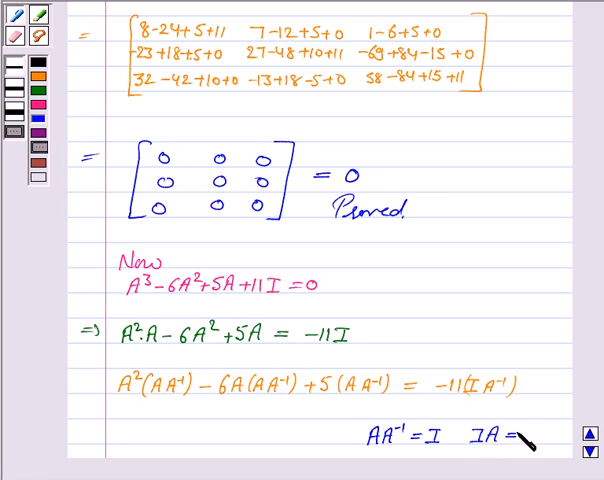 = [ 8-24+5+11 7-12+5+0 1-6+5+0
-23+18+5+0 27-48+10+11 -69+84-15+0
32-42+10+0 -13+18-5+0 58-84+15+11 ]
= [ 0 0 0
0 0 0 = 0
0 0 0 ] Proved.
Now
A³-6A²+5A+11I=0
⇒ A².A-6A²+5A = -11I
A²(AA⁻¹)-6A(AA⁻¹)+5(AA⁻¹) = -11(IA⁻¹)
AA⁻¹=I IA=